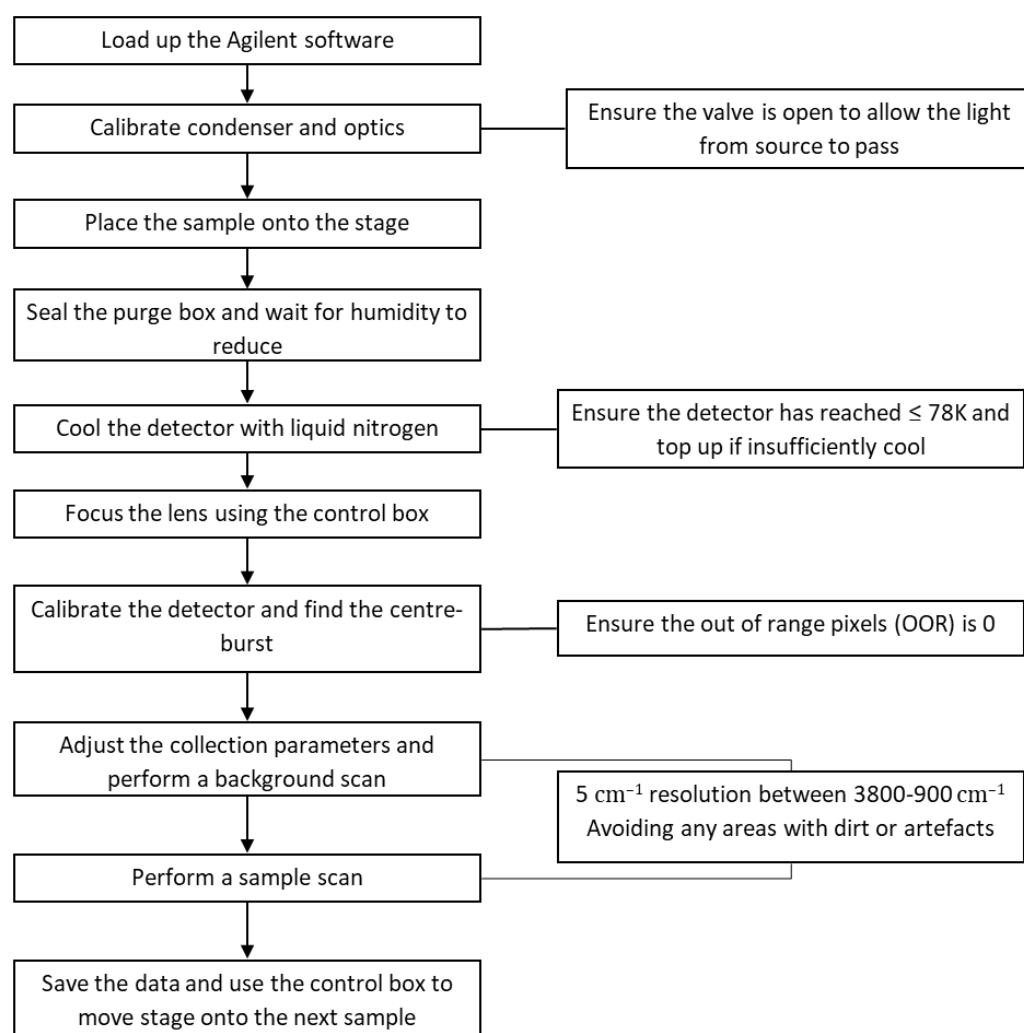 Load up the Agilent software
Calibrate condenser and optics
Ensure the valve is open to allow the light
from source to pass
Place the sample onto the stage
Seal the purge box and wait for humidity to
reduce
Cool the detector with liquid nitrogen
Ensure the detector has reached ≤ 78K and
top up if insufficiently cool
Focus the lens using the control box
Calibrate the detector and find the centre-
burst
Ensure the out of range pixels (OOR) is 0
Adjust the collection parameters and
perform a background scan
5 cm⁻¹ resolution between 3800-900 cm⁻¹
Avoiding any areas with dirt or artefacts
Perform a sample scan
Save the data and use the control box to
move stage onto the next sample